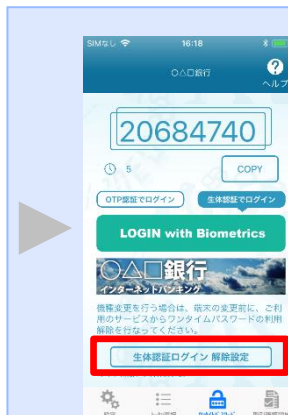 SIMなし 16:18
○△□銀行
?
ヘルプ
20684740
5 COPY
OTP認証でログイン 生体認証でログイン
LOGIN with Biometrics
○△□銀行
インターネットバンキング
機種変更を行う場合は、端末の変更前に、ご利
用のサービスからワンタイムパスワードの利用
解除を行なってください。
生体認証ログイン 解除設定